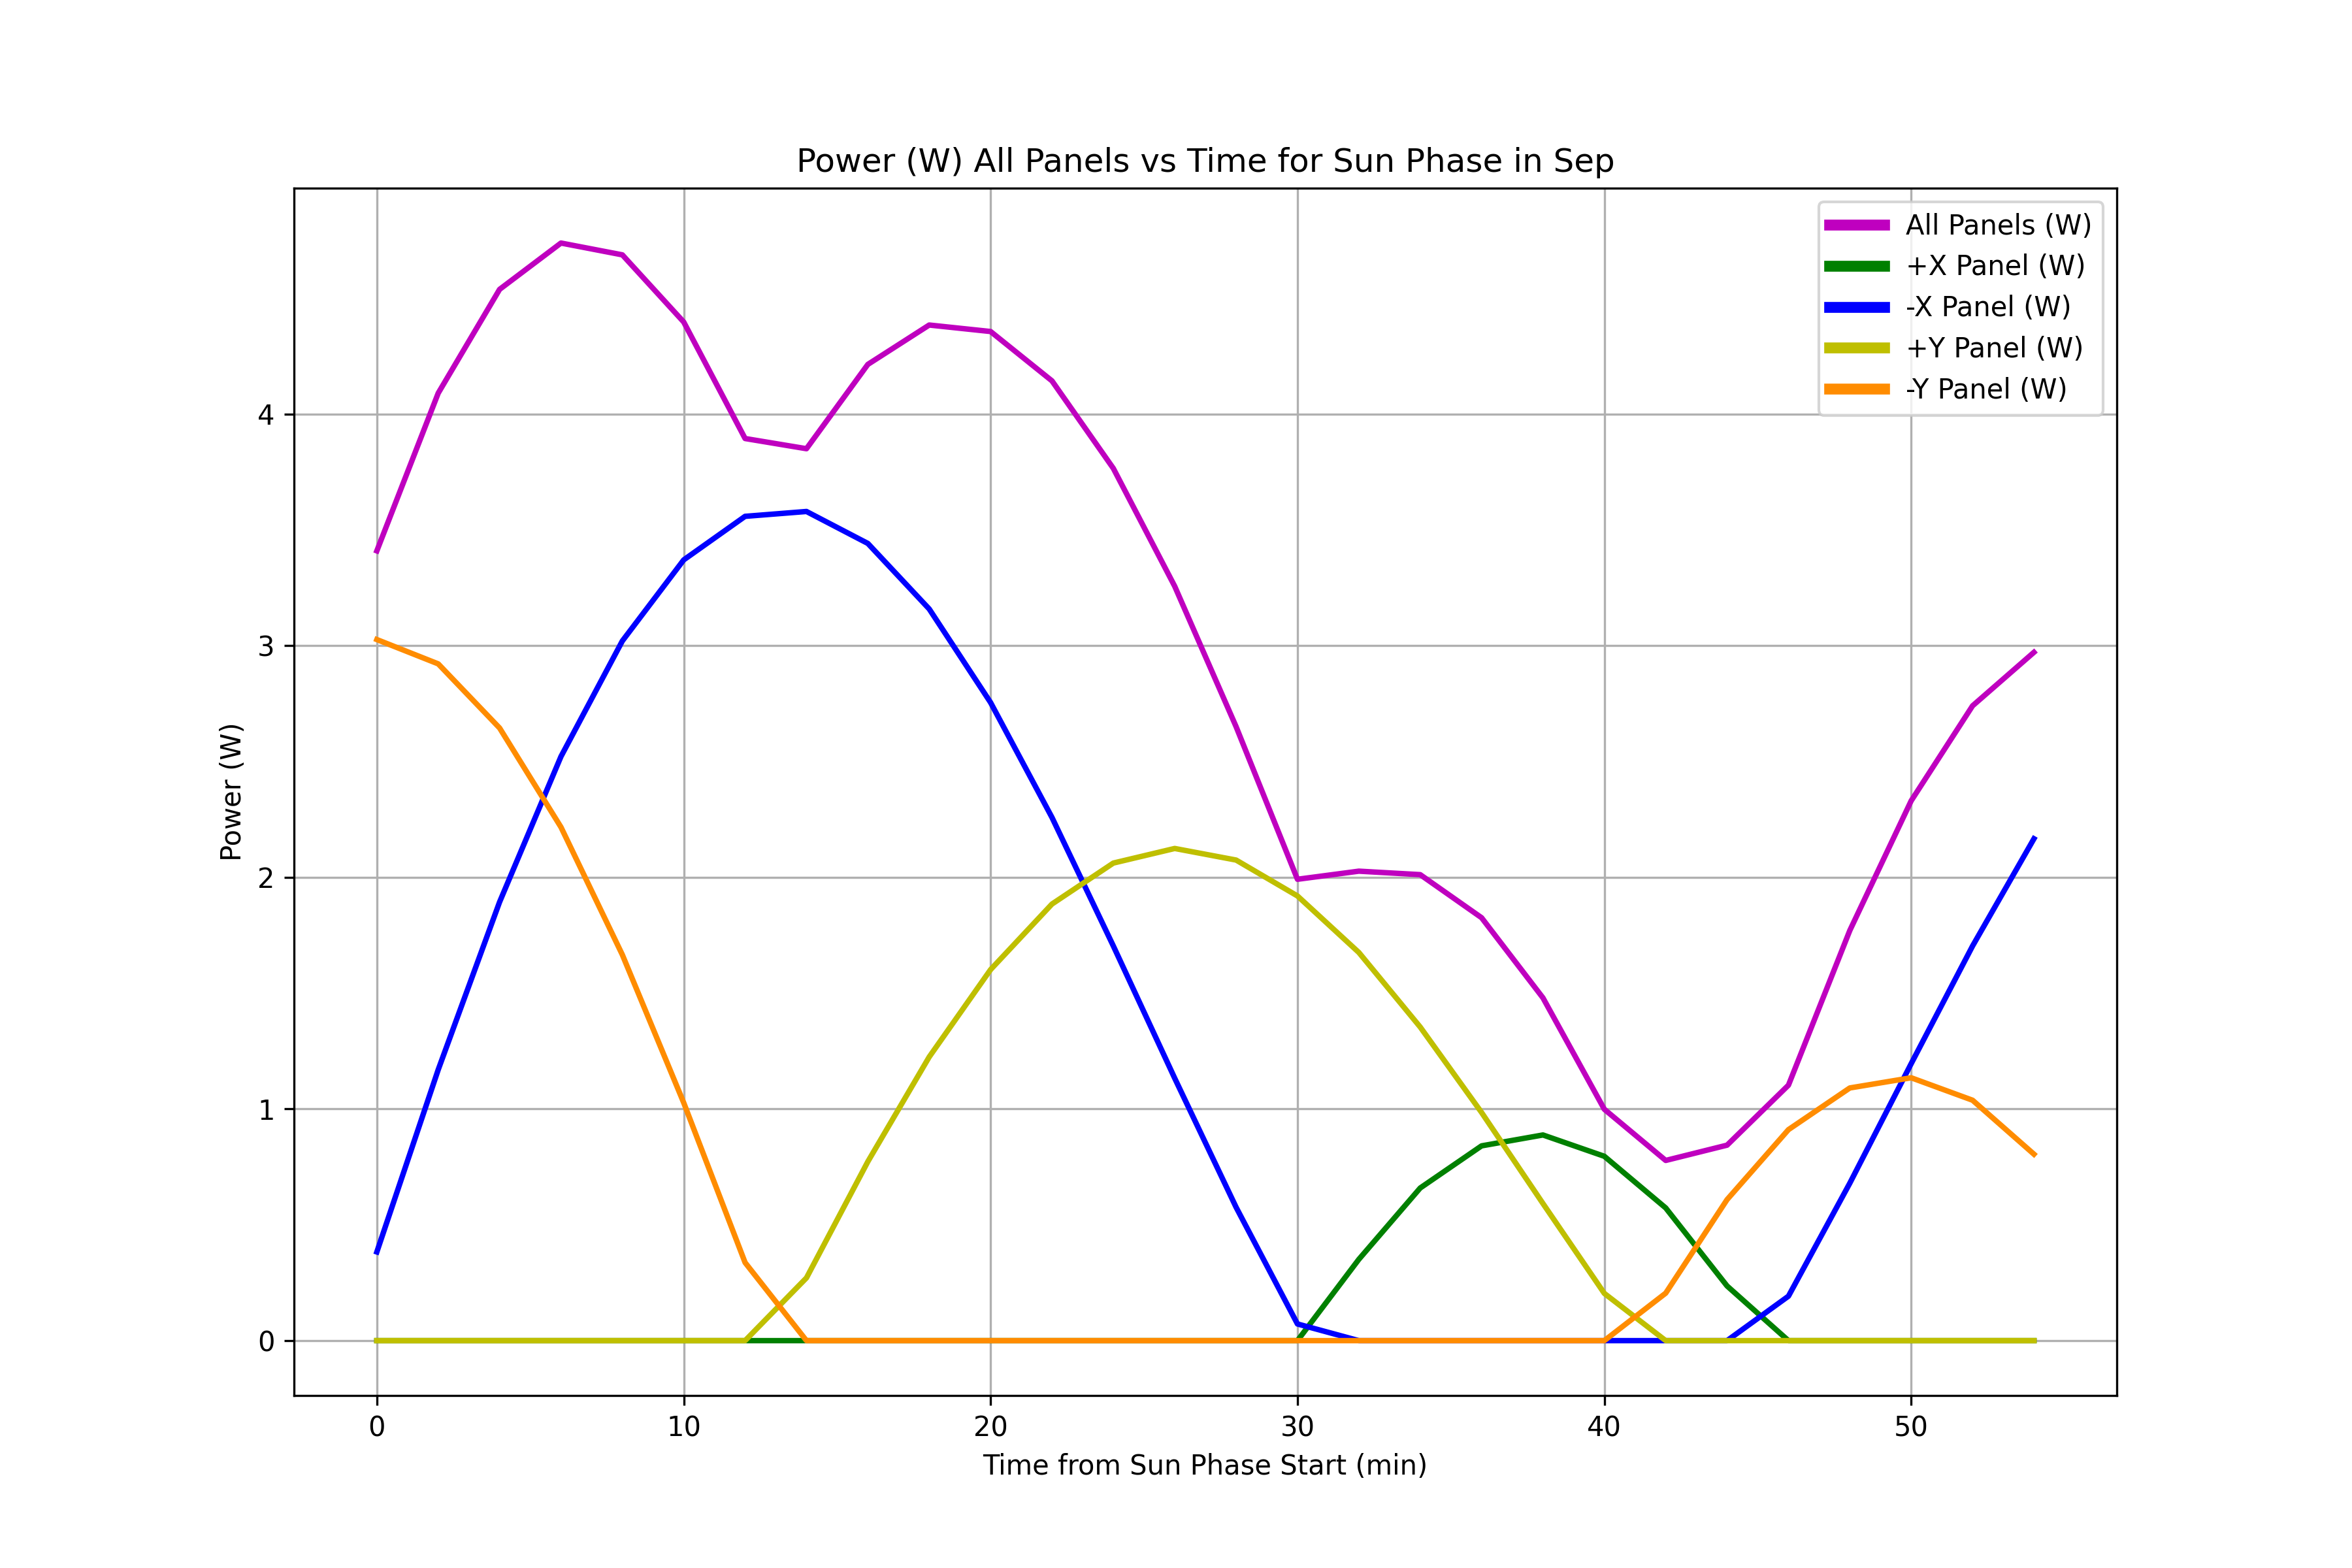 Power (W) All Panels vs Time for Sun Phase in Sep
All Panels (W)
+X Panel (W)
-X Panel (W)
+Y Panel (W)
-Y Panel (W)
Power (W)
4
3
2
1
0
0 10 20 30 40 50
Time from Sun Phase Start (min)